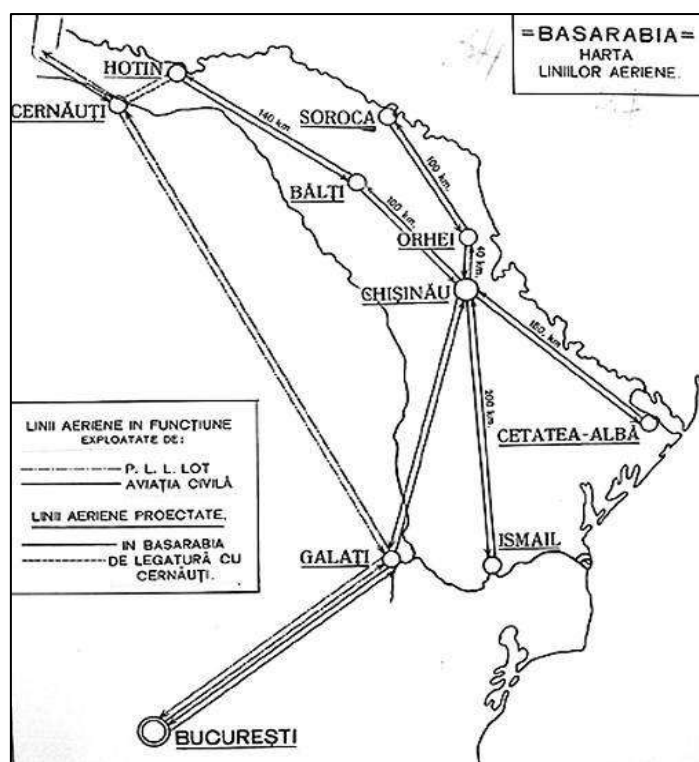 =BASARABIA=
HARTA
LINIILOR AERIENE.
HOTIN
CERNĂUȚI
SOROCA
140 km.
BĂLȚI
100 km.
100 km.
ORHEI
40 km.
CHIȘINĂU
180. km
200 km.
CETATEA-ALBĂ
LINII AERIENE IN FUNCȚIUNE
EXPLOATATE DE:
P. L. L. LOT
AVIAȚIA CIVILĂ
LINII AERIENE PROECTATE.
IN BASARABIA
DE LEGATURĂ CU
CERNĂUȚI.
GALAȚI
ISMAIL
BUCUREȘTI